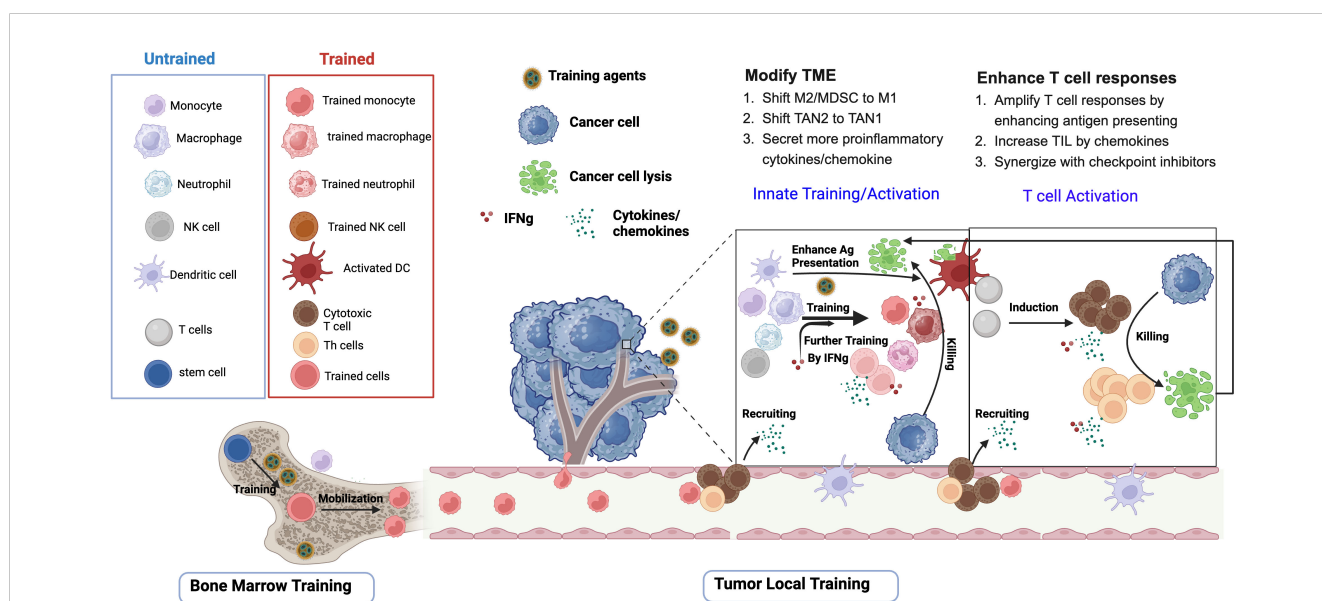 Untrained
Trained
Monocyte
Macrophage
Neutrophil
NK cell
Dendritic cell
T cells
stem cell
Trained monocyte
trained macrophage
Trained neutrophil
Trained NK cell
Activated DC
Cytotoxic
T cell
Th cells
Trained cells
Training agents
Cancer cell
Cancer cell lysis
IFNg
Cytokines/
chemokines
Modify TME
1. Shift M2/MDSC to M1
2. Shift TAN2 to TAN1
3. Secret more proinflammatory
cytokines/chemokine
Innate Training/Activation
Enhance T cell responses
1. Amplify T cell responses by
enhancing antigen presenting
2. Increase TIL by chemokines
3. Synergize with checkpoint inhibitors
T cell Activation
Enhance Ag
Presentation
Training
Further Training
By IFNg
Killing
Recruiting
Induction
Killing
Recruiting
Training
Mobilization
Bone Marrow Training
Tumor Local Training